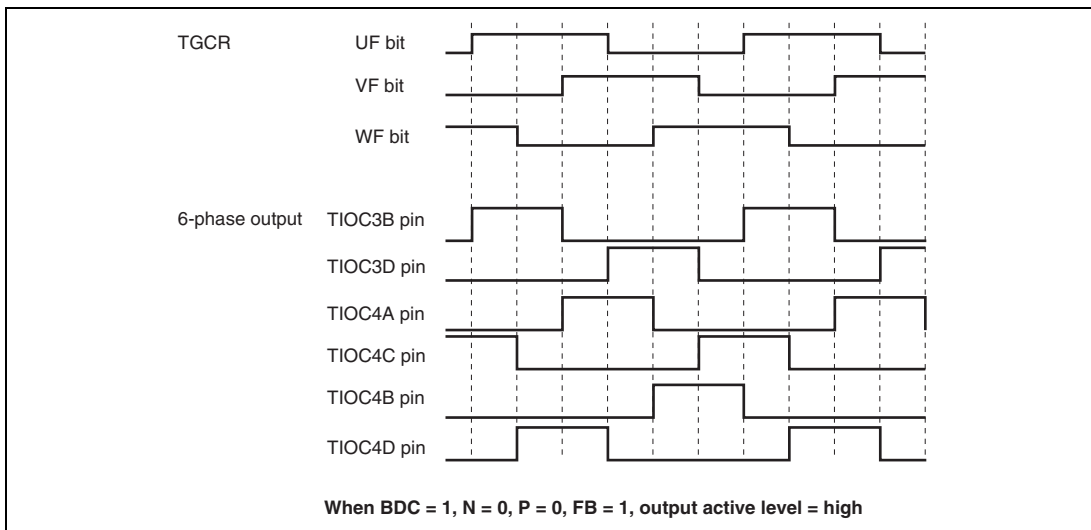 TGCR UF bit
VF bit
WF bit
6-phase output TIOC3B pin
TIOC3D pin
TIOC4A pin
TIOC4C pin
TIOC4B pin
TIOC4D pin
When BDC = 1, N = 0, P = 0, FB = 1, output active level = high